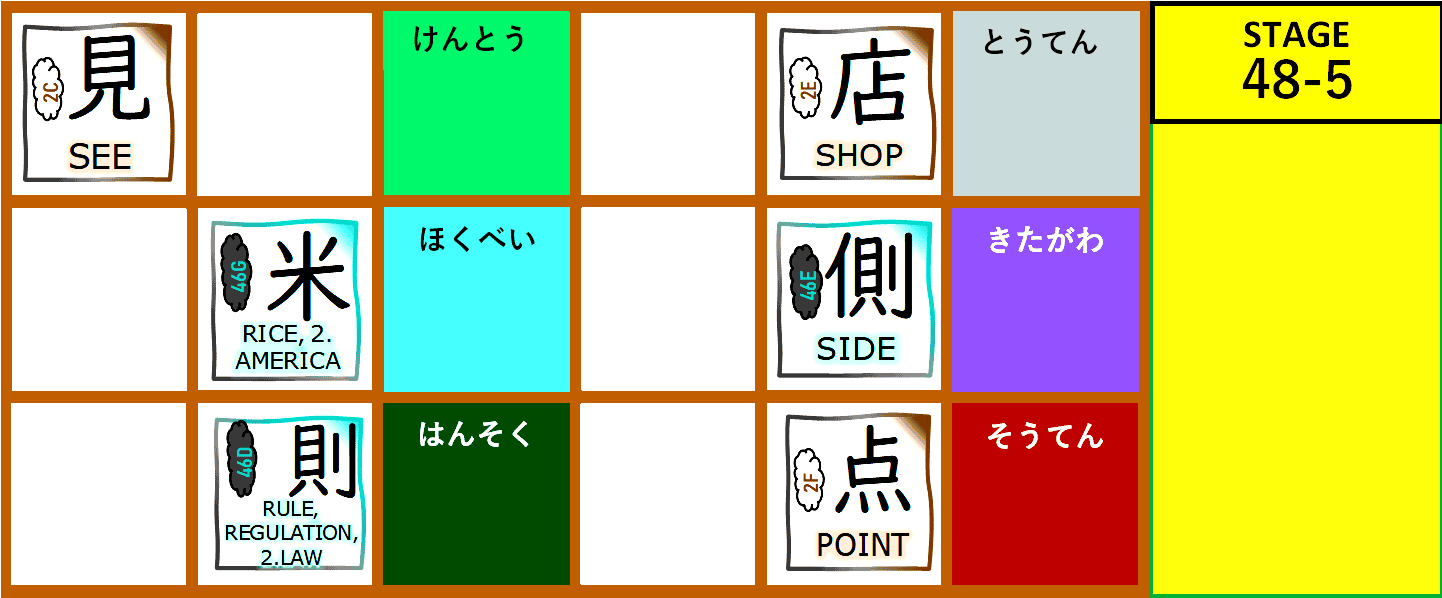 見
2C
SEE
けんとう
店
2E
SHOP
とうてん
STAGE
48-5
米
46G
RICE, 2.
AMERICA
ほくべい
側
46E
SIDE
きたがわ
則
46D
RULE,
REGULATION,
2.LAW
はんそく
点
2F
POINT
そうてん